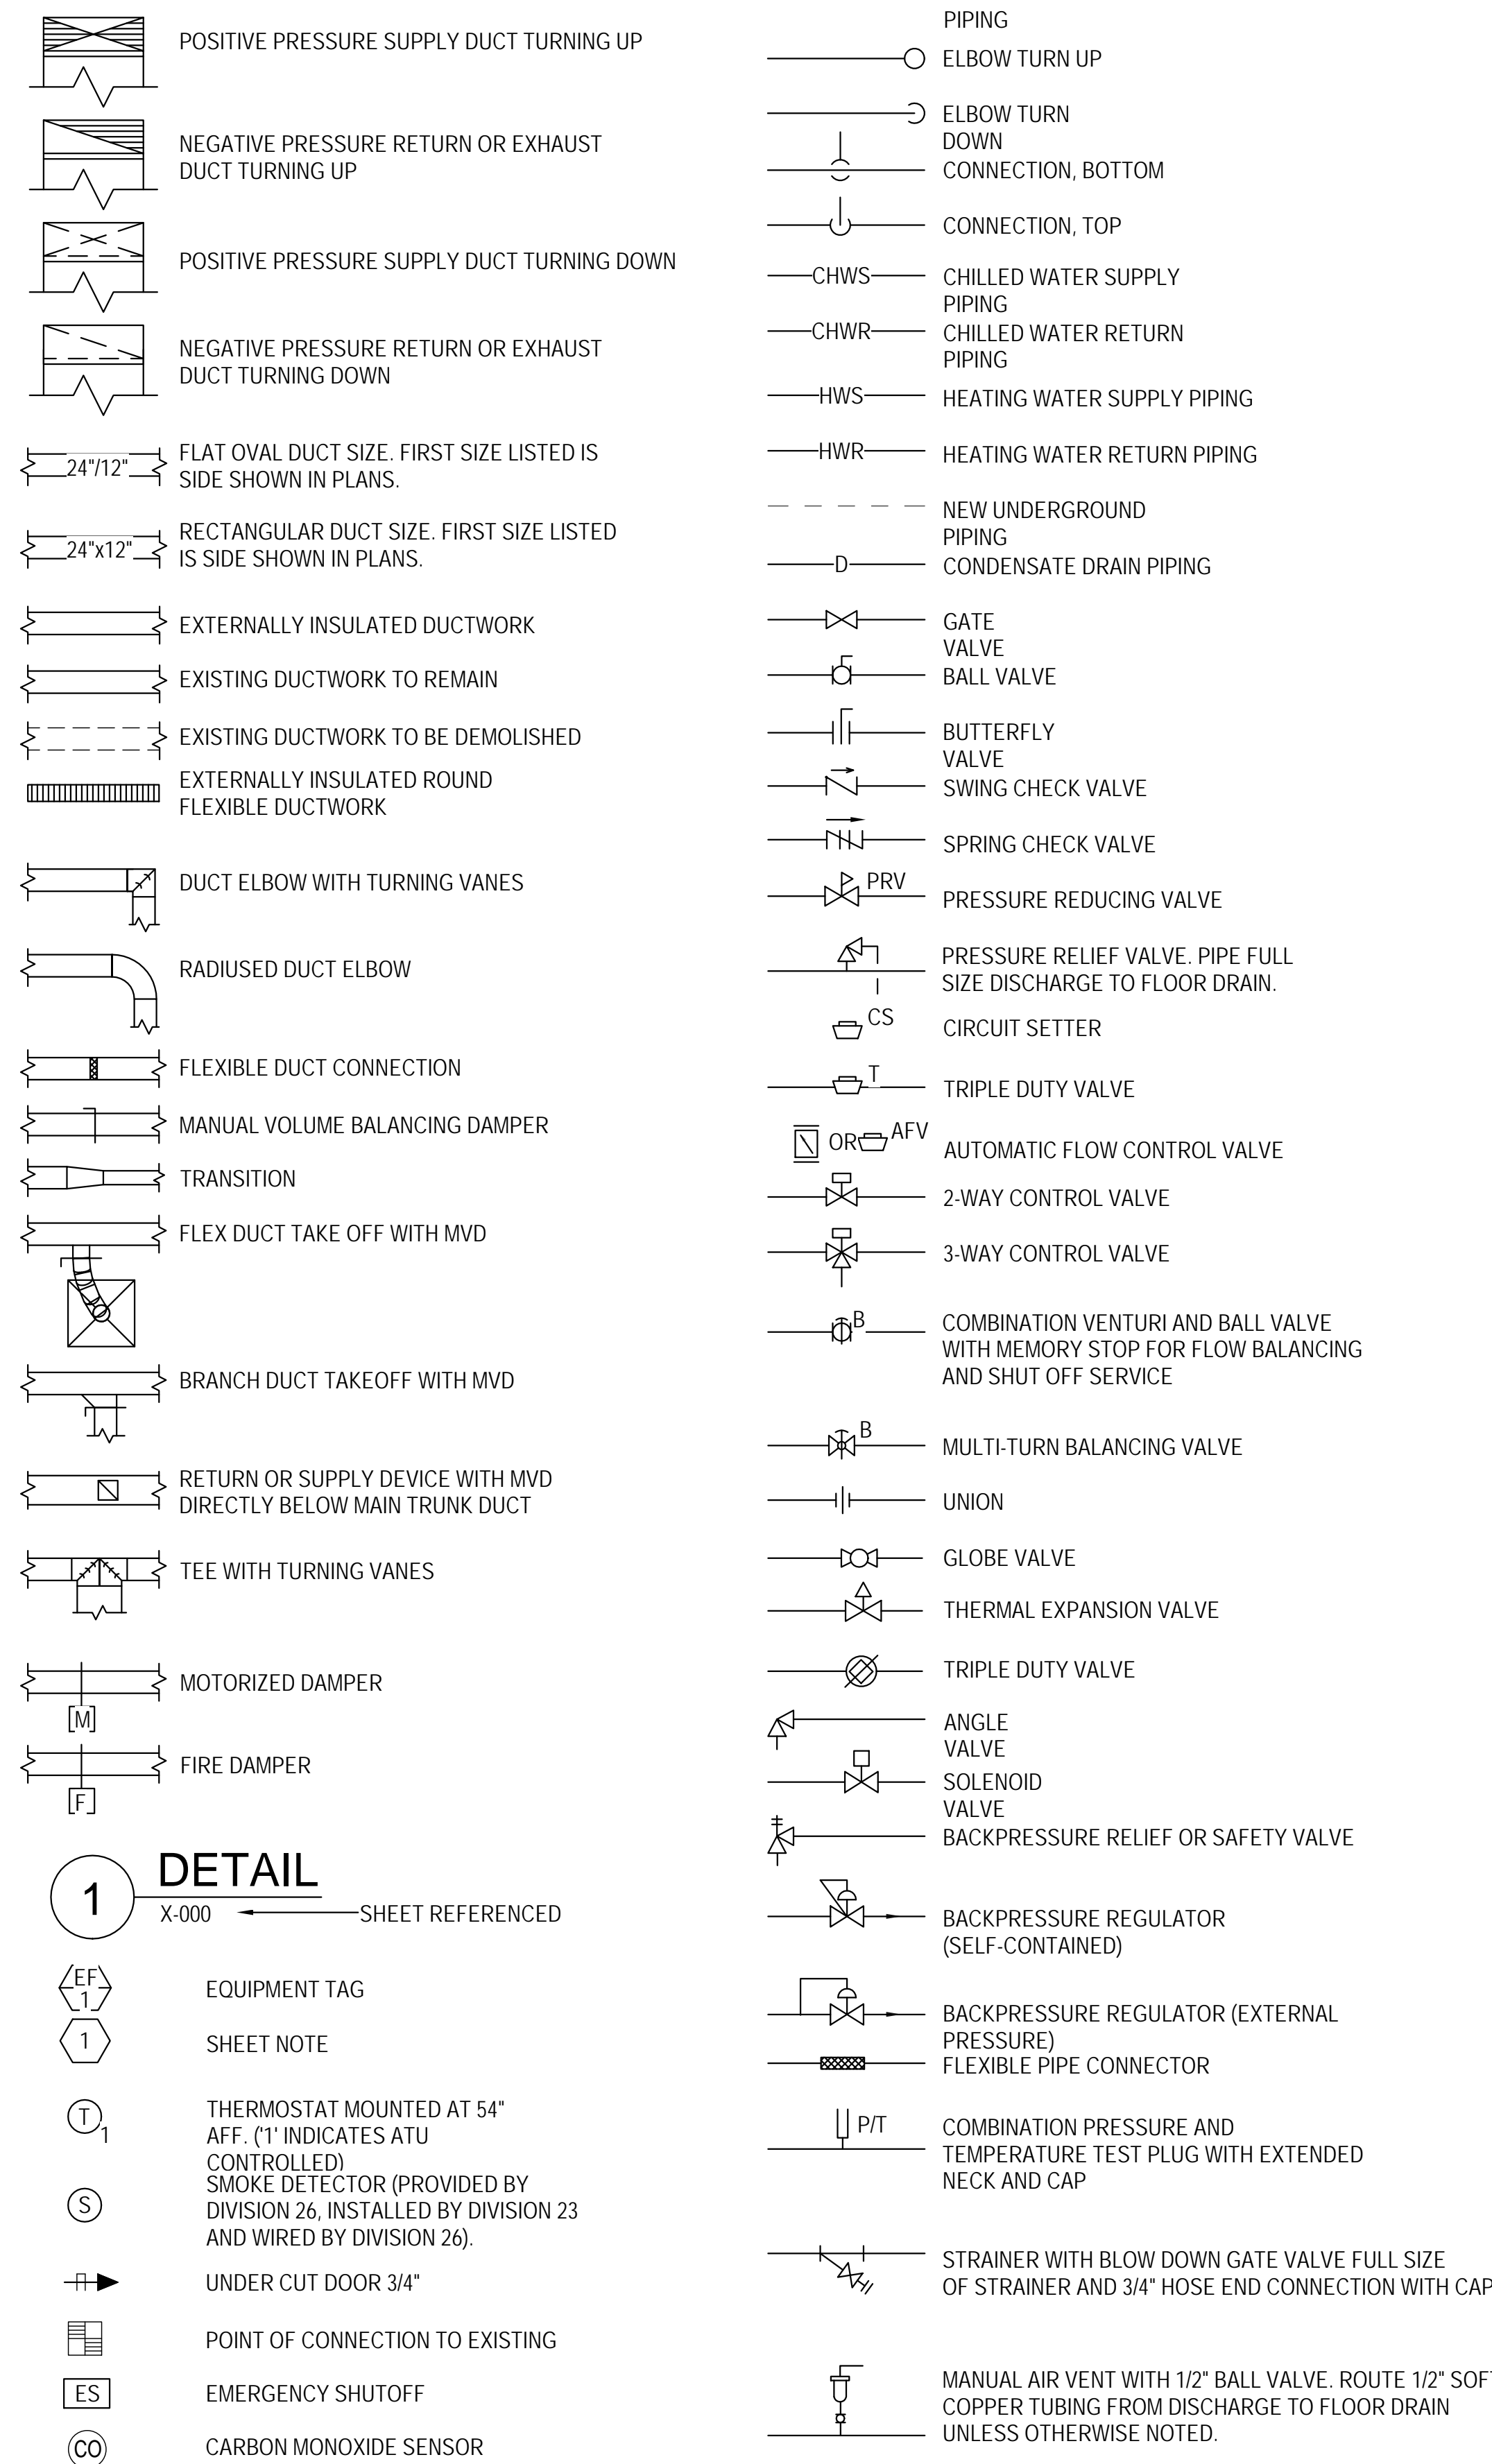 POSITIVE PRESSURE SUPPLY DUCT TURNING UP
NEGATIVE PRESSURE RETURN OR EXHAUST
DUCT TURNING UP
POSITIVE PRESSURE SUPPLY DUCT TURNING DOWN
NEGATIVE PRESSURE RETURN OR EXHAUST
DUCT TURNING DOWN
24"/12"
FLAT OVAL DUCT SIZE. FIRST SIZE LISTED IS
SIDE SHOWN IN PLANS.
24"x12"
RECTANGULAR DUCT SIZE. FIRST SIZE LISTED
IS SIDE SHOWN IN PLANS.
EXTERNALLY INSULATED DUCTWORK
EXISTING DUCTWORK TO REMAIN
EXISTING DUCTWORK TO BE DEMOLISHED
EXTERNALLY INSULATED ROUND
FLEXIBLE DUCTWORK
DUCT ELBOW WITH TURNING VANES
RADIUSED DUCT ELBOW
FLEXIBLE DUCT CONNECTION
MANUAL VOLUME BALANCING DAMPER
TRANSITION
FLEX DUCT TAKE OFF WITH MVD
BRANCH DUCT TAKEOFF WITH MVD
RETURN OR SUPPLY DEVICE WITH MVD
DIRECTLY BELOW MAIN TRUNK DUCT
TEE WITH TURNING VANES
MOTORIZED DAMPER
M
FIRE DAMPER
F
1 DETAIL
X-000 SHEET REFERENCED
EF
1
EQUIPMENT TAG
1 SHEET NOTE
T 1
THERMOSTAT MOUNTED AT 54"
AFF. ('1' INDICATES ATU
CONTROLLED)
S
SMOKE DETECTOR (PROVIDED BY
DIVISION 26, INSTALLED BY DIVISION 23
AND WIRED BY DIVISION 26).
UNDER CUT DOOR 3/4"
POINT OF CONNECTION TO EXISTING
ES EMERGENCY SHUTOFF
CO CARBON MONOXIDE SENSOR
PIPING
ELBOW TURN UP
ELBOW TURN
DOWN
CONNECTION, BOTTOM
CONNECTION, TOP
CHWS CHILLED WATER SUPPLY
PIPING
CHWR CHILLED WATER RETURN
PIPING
HWS HEATING WATER SUPPLY PIPING
HWR HEATING WATER RETURN PIPING
NEW UNDERGROUND
PIPING
D CONDENSATE DRAIN PIPING
GATE
VALVE
BALL VALVE
BUTTERFLY
VALVE
SWING CHECK VALVE
SPRING CHECK VALVE
PRV PRESSURE REDUCING VALVE
PRESSURE RELIEF VALVE. PIPE FULL
SIZE DISCHARGE TO FLOOR DRAIN.
CS CIRCUIT SETTER
T TRIPLE DUTY VALVE
OR AFV AUTOMATIC FLOW CONTROL VALVE
2-WAY CONTROL VALVE
3-WAY CONTROL VALVE
B COMBINATION VENTURI AND BALL VALVE
WITH MEMORY STOP FOR FLOW BALANCING
AND SHUT OFF SERVICE
B MULTI-TURN BALANCING VALVE
UNION
GLOBE VALVE
THERMAL EXPANSION VALVE
TRIPLE DUTY VALVE
ANGLE
VALVE
SOLENOID
VALVE
BACKPRESSURE RELIEF OR SAFETY VALVE
BACKPRESSURE REGULATOR
(SELF-CONTAINED)
BACKPRESSURE REGULATOR (EXTERNAL
PRESSURE)
FLEXIBLE PIPE CONNECTOR
P/T COMBINATION PRESSURE AND
TEMPERATURE TEST PLUG WITH EXTENDED
NECK AND CAP
STRAINER WITH BLOW DOWN GATE VALVE FULL SIZE
OF STRAINER AND 3/4" HOSE END CONNECTION WITH CAP
MANUAL AIR VENT WITH 1/2" BALL VALVE. ROUTE 1/2" SOFT
COPPER TUBING FROM DISCHARGE TO FLOOR DRAIN
UNLESS OTHERWISE NOTED.